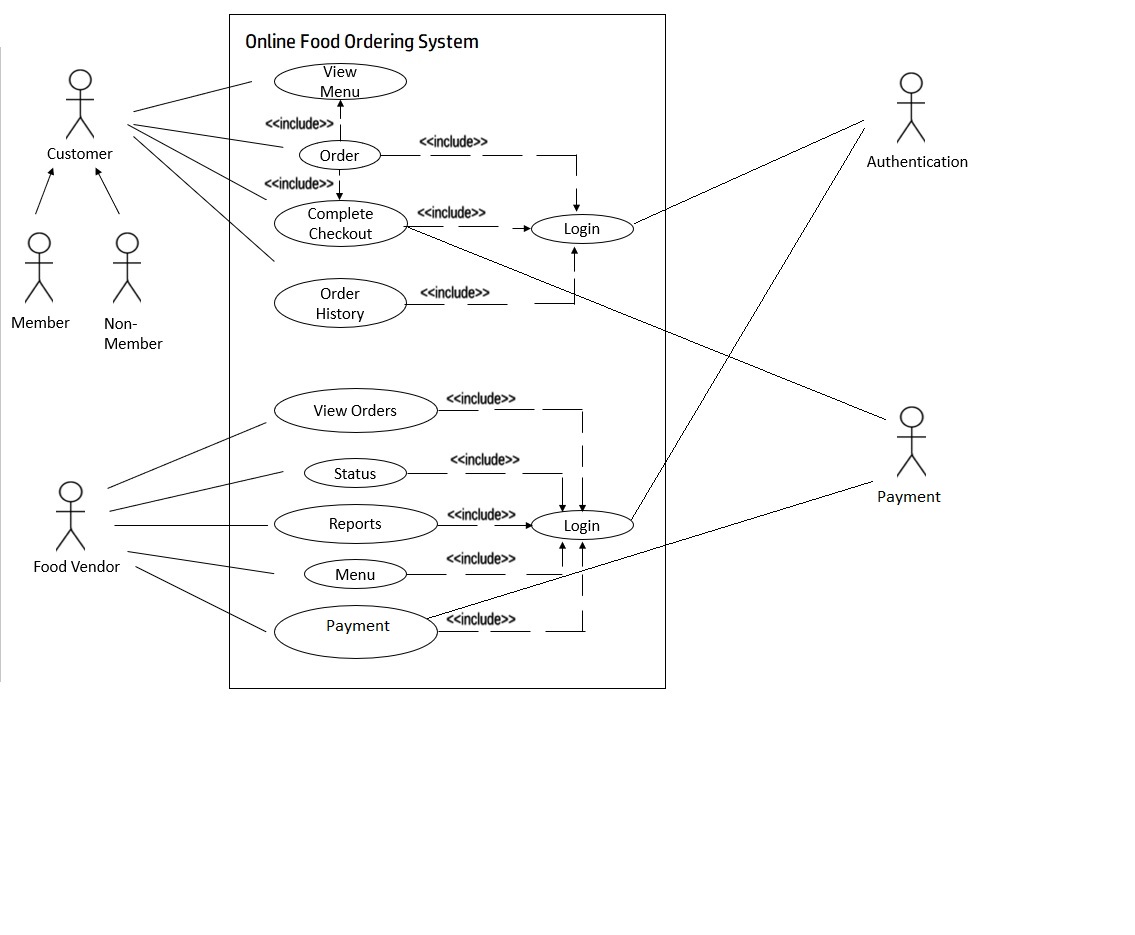 Online Food Ordering System
View
Menu
<<include>>
<<include>>
Customer
Order
Authentication
<<include>>
Complete
Checkout
<<include>>
Login
Order
History
<<include>>
Member
Non-
Member
View Orders
<<include>>
Status
<<include>>
Payment
Reports
<<include>>
Login
Food Vendor
Menu
<<include>>
Payment
<<include>>